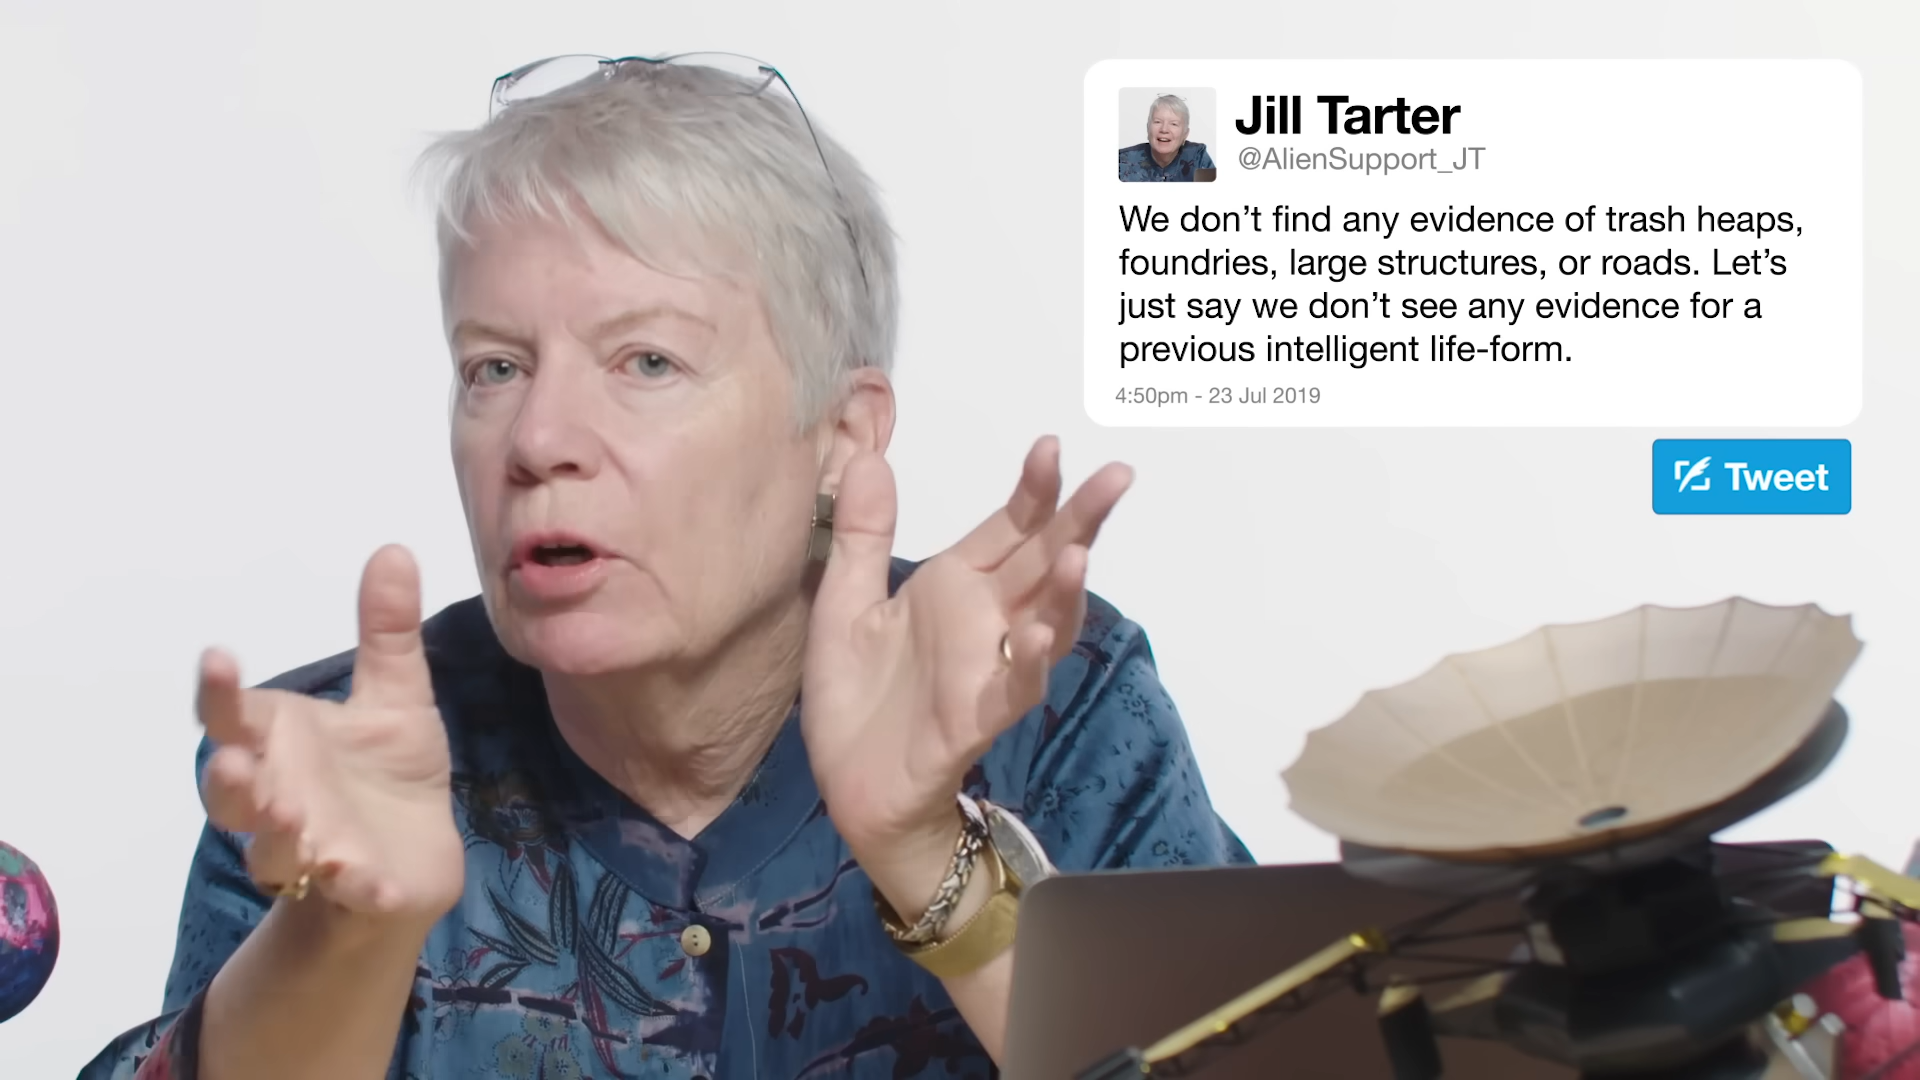 Jill Tarter
@AlienSupport_JT
We don’t find any evidence of trash heaps,
foundries, large structures, or roads. Let’s
just say we don’t see any evidence for a
previous intelligent life-form.
4:50pm - 23 Jul 2019
Tweet